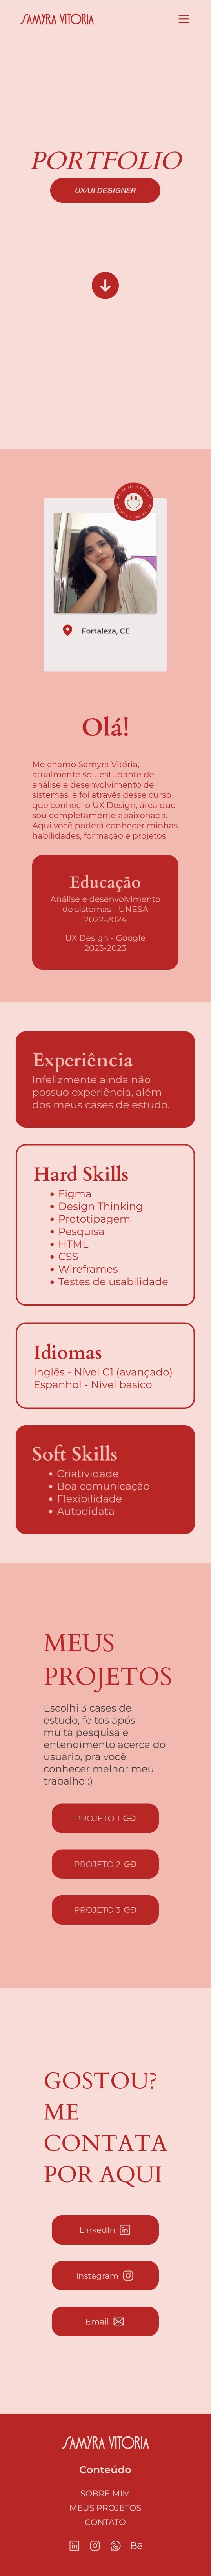 SAMYRA VITORIA
PORTFOLIO
UX/UI DESIGNER
Fortaleza, CE
Olá!
Me chamo Samyra Vitória,
atualmente sou estudante de
análise e desenvolvimento de
sistemas, e foi através desse curso
que conheci o UX Design, área que
sou completamente apaixonada.
Aqui você poderá conhecer minhas
habilidades, formação e projetos
Educação
Análise e desenvolvimento
de sistemas - UNESA
2022-2024
UX Design - Google
2023-2023
Experiência
Infelizmente ainda não
possuo experiência, além
dos meus cases de estudo.
Hard Skills
Figma
Design Thinking
Prototipagem
Pesquisa
HTML
CSS
Wireframes
Testes de usabilidade
Idiomas
Inglês - Nível C1 (avançado)
Espanhol - Nível básico
Soft Skills
Criatividade
Boa comunicação
Flexibilidade
Autodidata
MEUS
PROJETOS
Escolhi 3 cases de
estudo, feitos após
muita pesquisa e
entendimento acerca do
usuário, pra você
conhecer melhor meu
trabalho :)
PROJETO 1
PROJETO 2
PROJETO 3
GOSTOU?
ME
CONTATA
POR AQUI
LinkedIn
Instagram
Email
SAMYRA VITORIA
Conteúdo
SOBRE MIM
MEUS PROJETOS
CONTATO